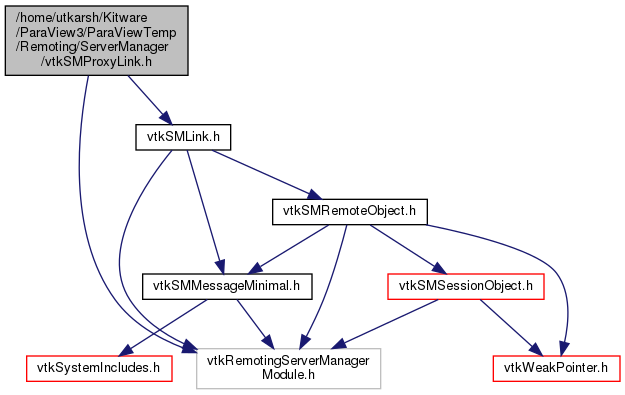 /home/utkarsh/Kitware
/ParaView3/ParaViewTemp
/Remoting/ServerManager
/vtkSMProxyLink.h
vtkSMLink.h
vtkSMRemoteObject.h
vtkSMMessageMinimal.h
vtkSMSessionObject.h
vtkSystemIncludes.h
vtkRemotingServerManager
Module.h
vtkWeakPointer.h